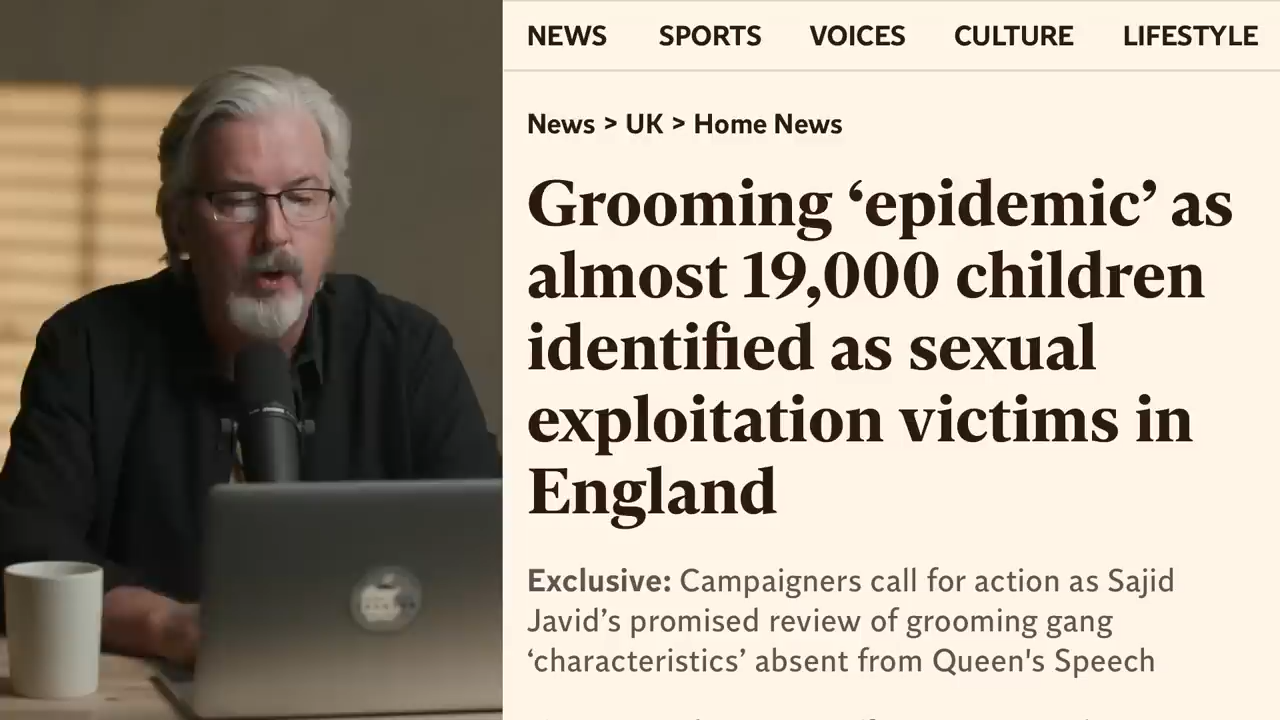 NEWS SPORTS VOICES CULTURE LIFESTYLE
News > UK > Home News
Grooming ‘epidemic’ as
almost 19,000 children
identified as sexual
exploitation victims in
England
Exclusive: Campaigners call for action as Sajid
Javid’s promised review of grooming gang
‘characteristics’ absent from Queen's Speech